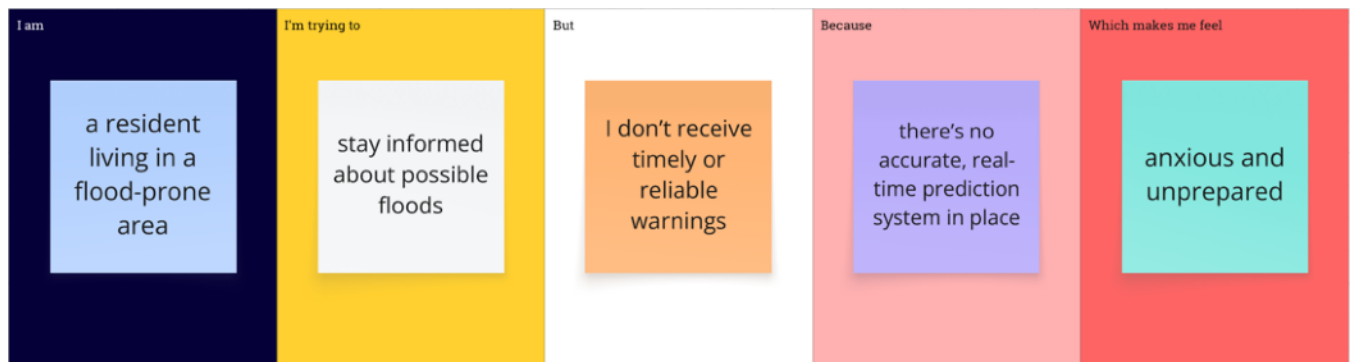 I am
a resident
living in a
flood-prone
area
I'm trying to
stay informed
about possible
floods
But
I don’t receive
timely or
reliable
warnings
Because
there’s no
accurate, real-
time prediction
system in place
Which makes me feel
anxious and
unprepared